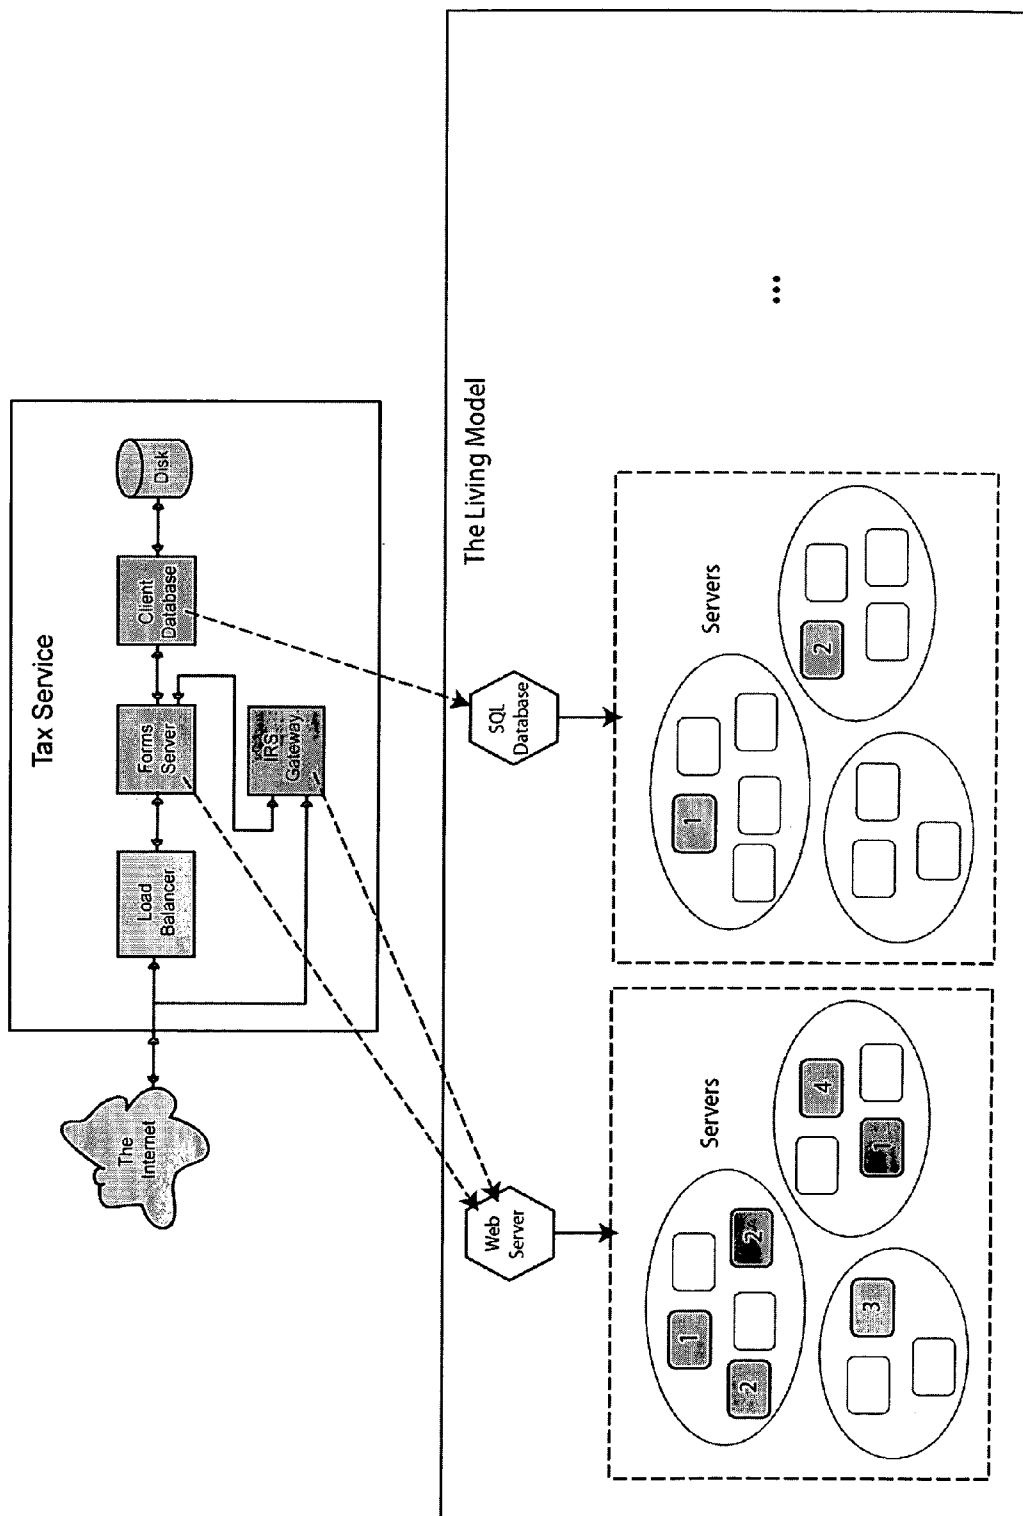 Tax Service
The
Internet
Load
Balancer
Forms
Server
Client
Database
Disk
IRS
Gateway
The Living Model
Web
Server
SQL
Database
...
Servers
1
2
2
4
1
3
Servers
1
2